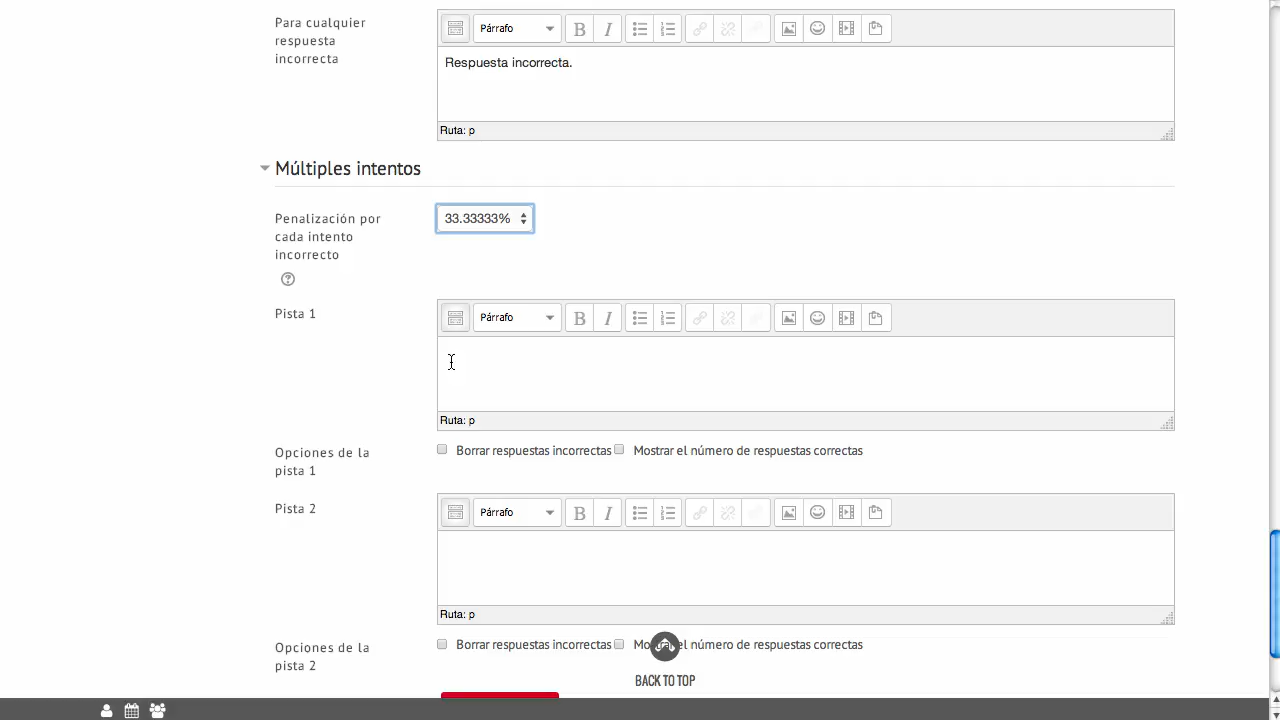 Para cualquier
respuesta
incorrecta
Párrafo
B I
Respuesta incorrecta.
Ruta: p
Múltiples intentos
Penalización por
cada intento
incorrecto
33.33333%
?
Pista 1
Párrafo
B I
Ruta: p
Opciones de la
pista 1
Borrar respuestas incorrectas Mostrar el número de respuestas correctas
Pista 2
Párrafo
B I
Ruta: p
Opciones de la
pista 2
Borrar respuestas incorrectas el número de respuestas correctas
BACK TO TOP